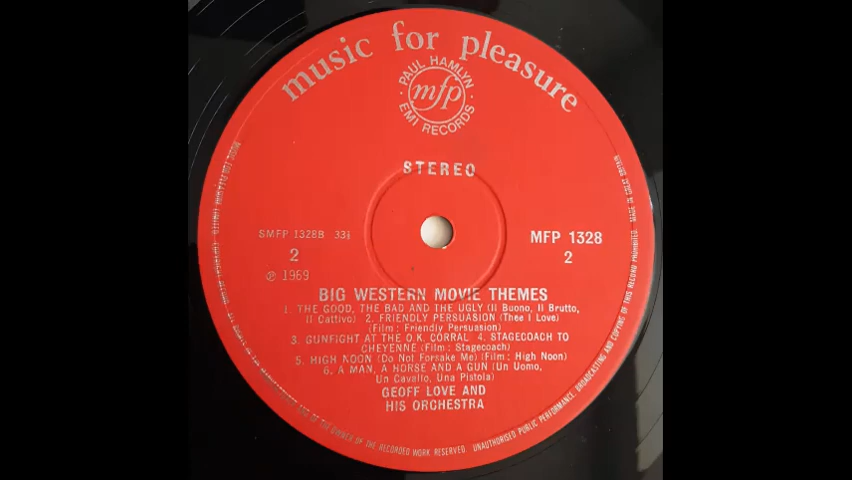 music for pleasure
PAUL HAMLYN
mfp
EMI RECORDS
STEREO
SMFP 1328B 33⅓
2
℗ 1969
MFP 1328
2
BIG WESTERN MOVIE THEMES
1. THE GOOD, THE BAD AND THE UGLY (Il Buono, Il Brutto,
Il Cattivo) 2. FRIENDLY PERSUASION (Thee I Love)
(Film : Friendly Persuasion)
3. GUNFIGHT AT THE O.K. CORRAL 4. STAGECOACH TO
CHEYENNE (Film : Stagecoach)
5. HIGH NOON (Do Not Forsake Me) (Film : High Noon)
6. A MAN, A HORSE AND A GUN (Un Uomo,
Un Cavallo, Una Pistola)
GEOFF LOVE AND
HIS ORCHESTRA
OF THE OWNER OF THE RECORDED WORK RESERVED. UNAUTHORISED PUBLIC PERFORMANCE, BROADCASTING AND COPYING OF THIS RECORD PROHIBITED. MADE IN GREAT BRITAIN